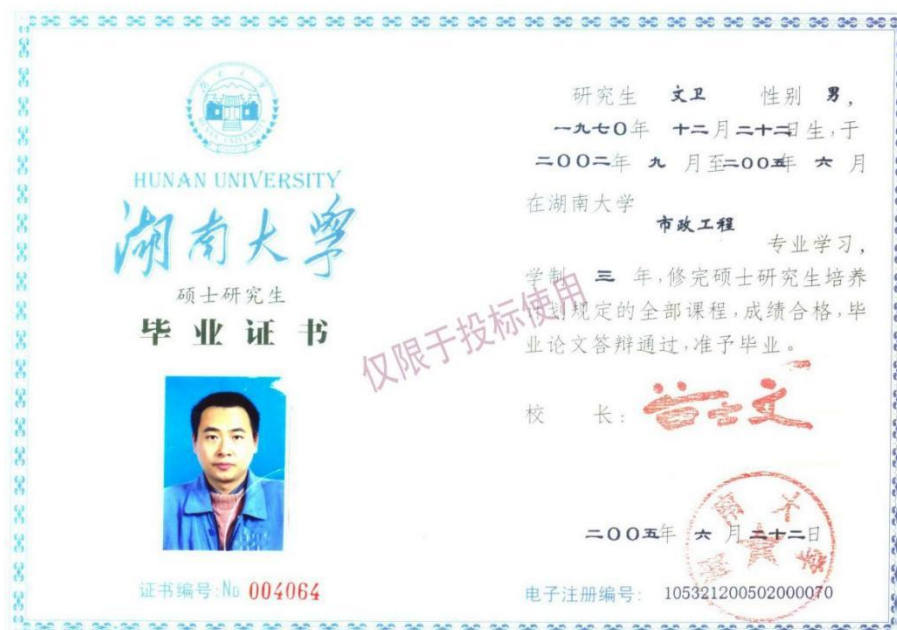 HUNAN UNIVERSITY
湖南大學
硕士研究生
毕业证书
证书编号:№ 004064
研究生 文卫 性别 男,
一九七〇年 十二月二十二日生,于
二〇〇二年 九 月至二〇〇五年 六 月
在湖南大学
市政工程
专业学习,
学制 三 年,修完硕士研究生培养
计划规定的全部课程,成绩合格,毕
业论文答辩通过,准予毕业。
校 长:
二〇〇五年 六 月二十二日
电子注册编号: 105321200502000070
仅限于投标使用